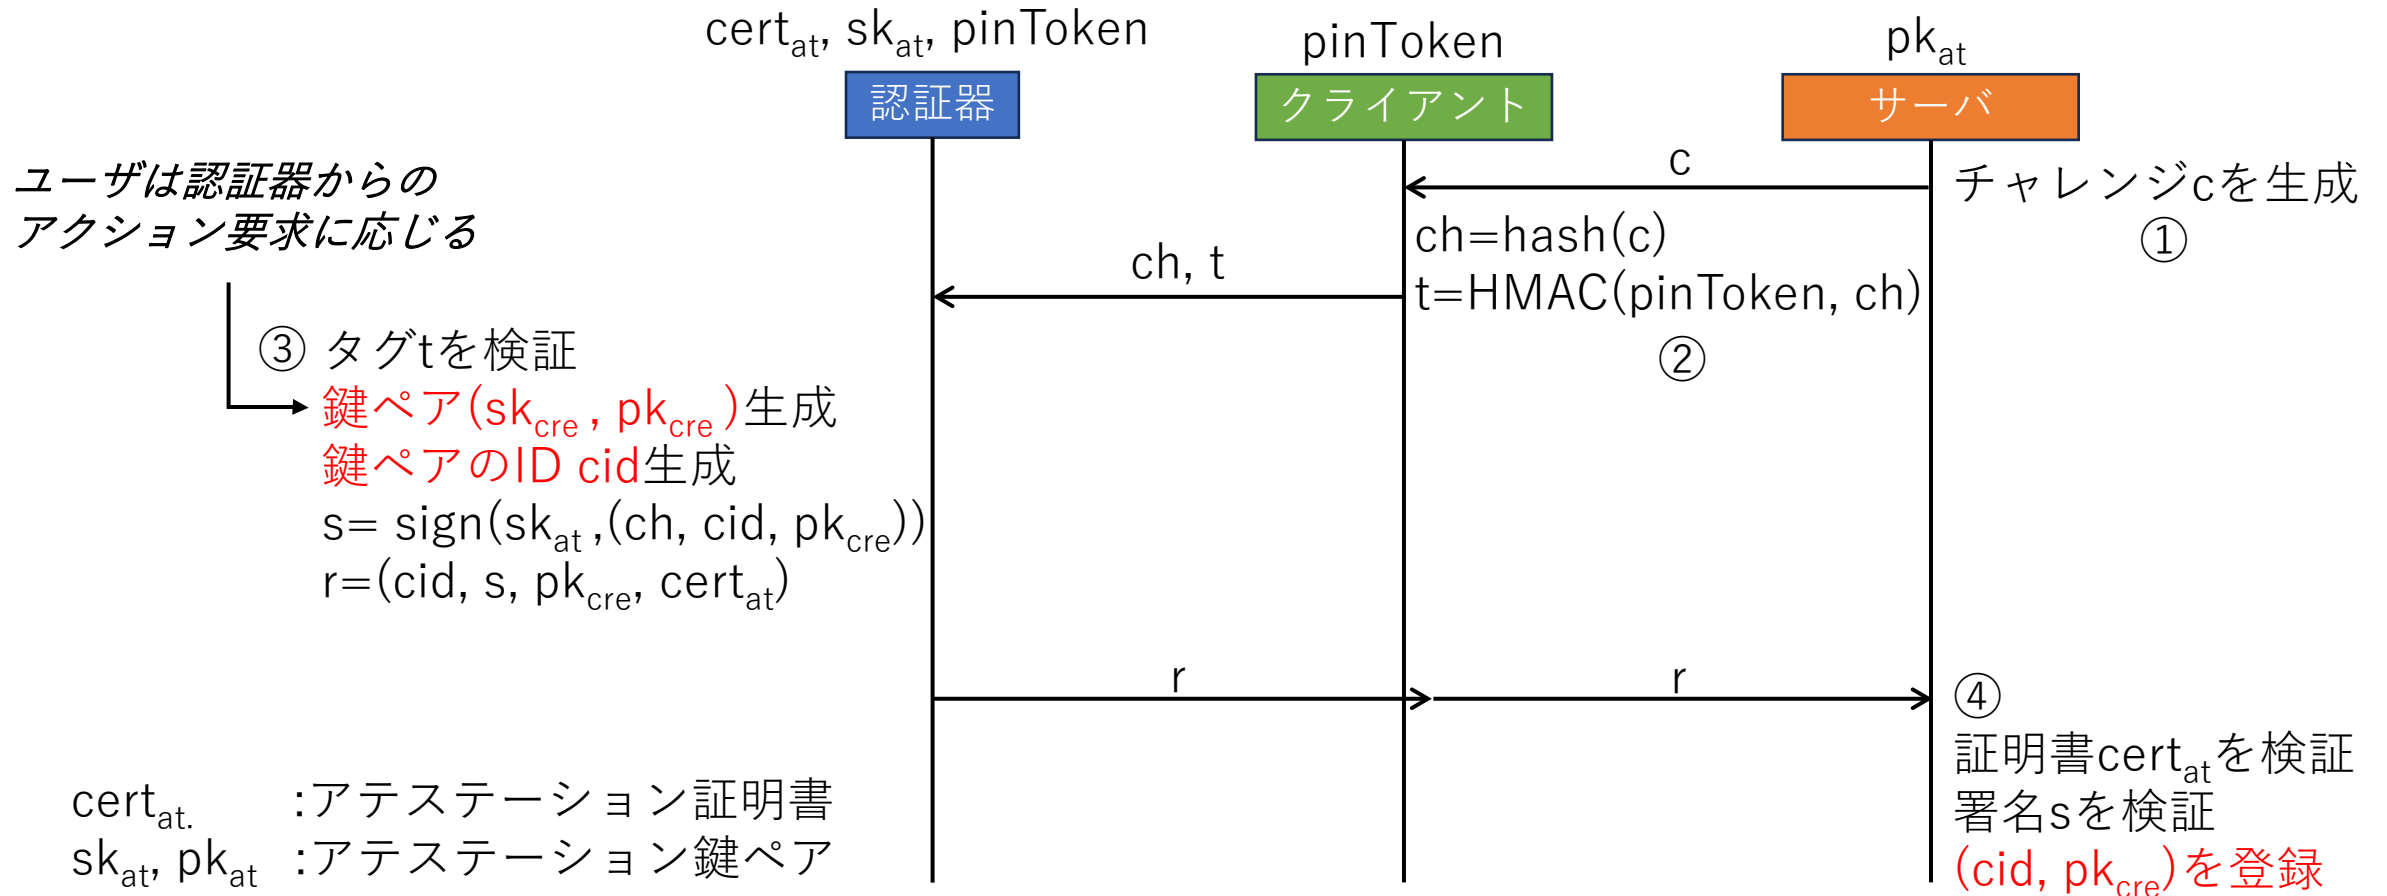 cert_at, sk_at, pinToken
pinToken
pk_at
認証器
クライアント
サーバ
ユーザは認証器からの
アクション要求に応じる
c
チャレンジcを生成
①
ch=hash(c)
t=HMAC(pinToken, ch)
②
ch, t
③ タグtを検証
鍵ペア(sk_cre , pk_cre )生成
鍵ペアのID cid生成
s= sign(sk_at ,(ch, cid, pk_cre))
r=(cid, s, pk_cre, cert_at)
r
r
④
証明書cert_atを検証
署名sを検証
(cid, pk_cre)を登録
cert_at. :アテステーション証明書
sk_at, pk_at :アテステーション鍵ペア